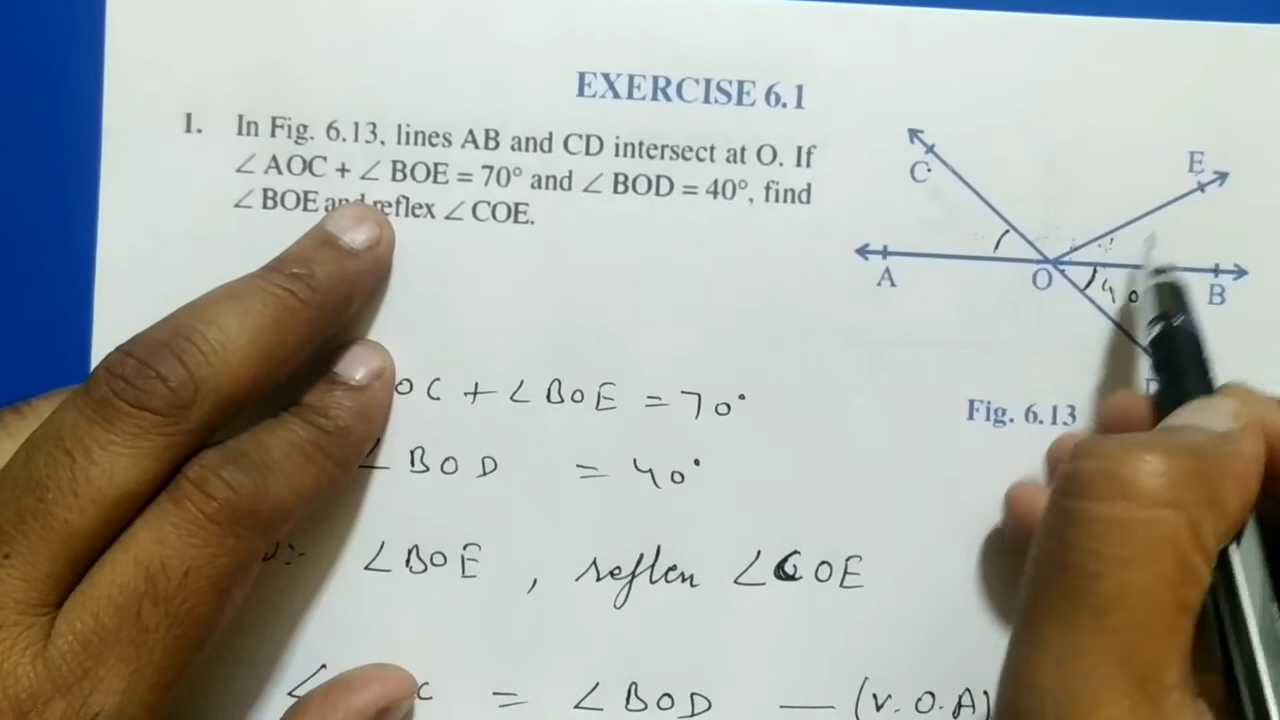 EXERCISE 6.1
1. In Fig. 6.13, lines AB and CD intersect at O. If
∠ AOC + ∠ BOE = 70° and ∠ BOD = 40°, find
∠ BOE and reflex ∠ COE.
C
E
A
O
40
B
Fig. 6.13
OC + ∠BOE = 70°
∠BOD = 40°
∠BOE , reflex ∠COE
∠ C = ∠BOD — (V.O.A)